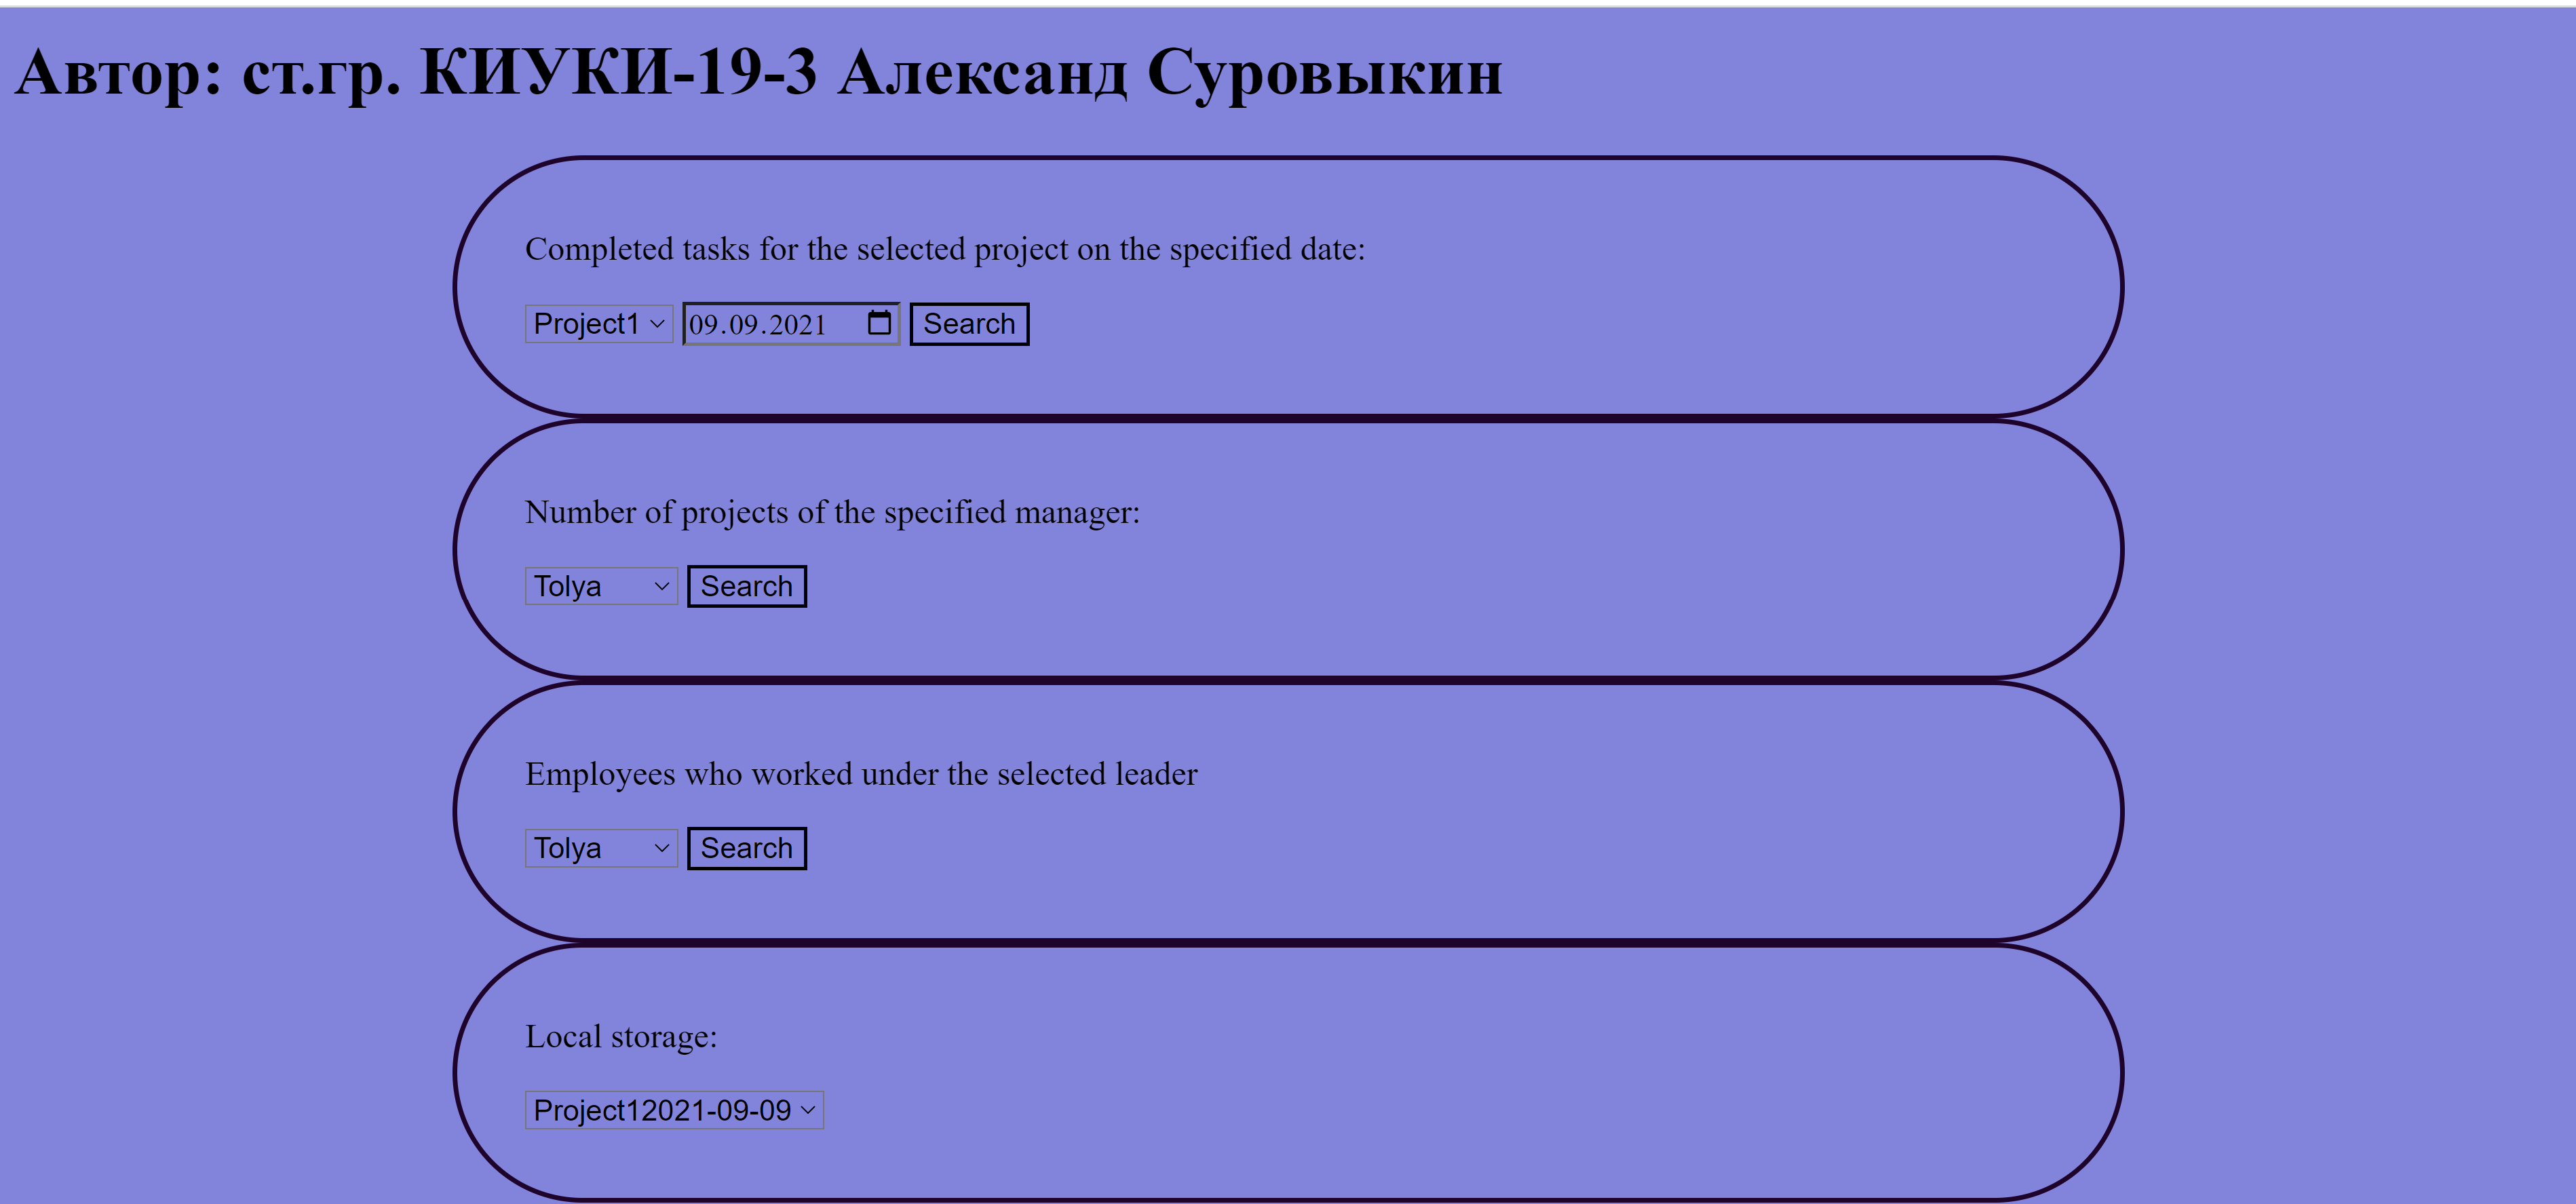 Автор: ст.гр. КИУКИ-19-3 Александ Суровыкин
Completed tasks for the selected project on the specified date:
Project1 09.09.2021 Search
Number of projects of the specified manager:
Tolya Search
Employees who worked under the selected leader
Tolya Search
Local storage:
Project12021-09-09